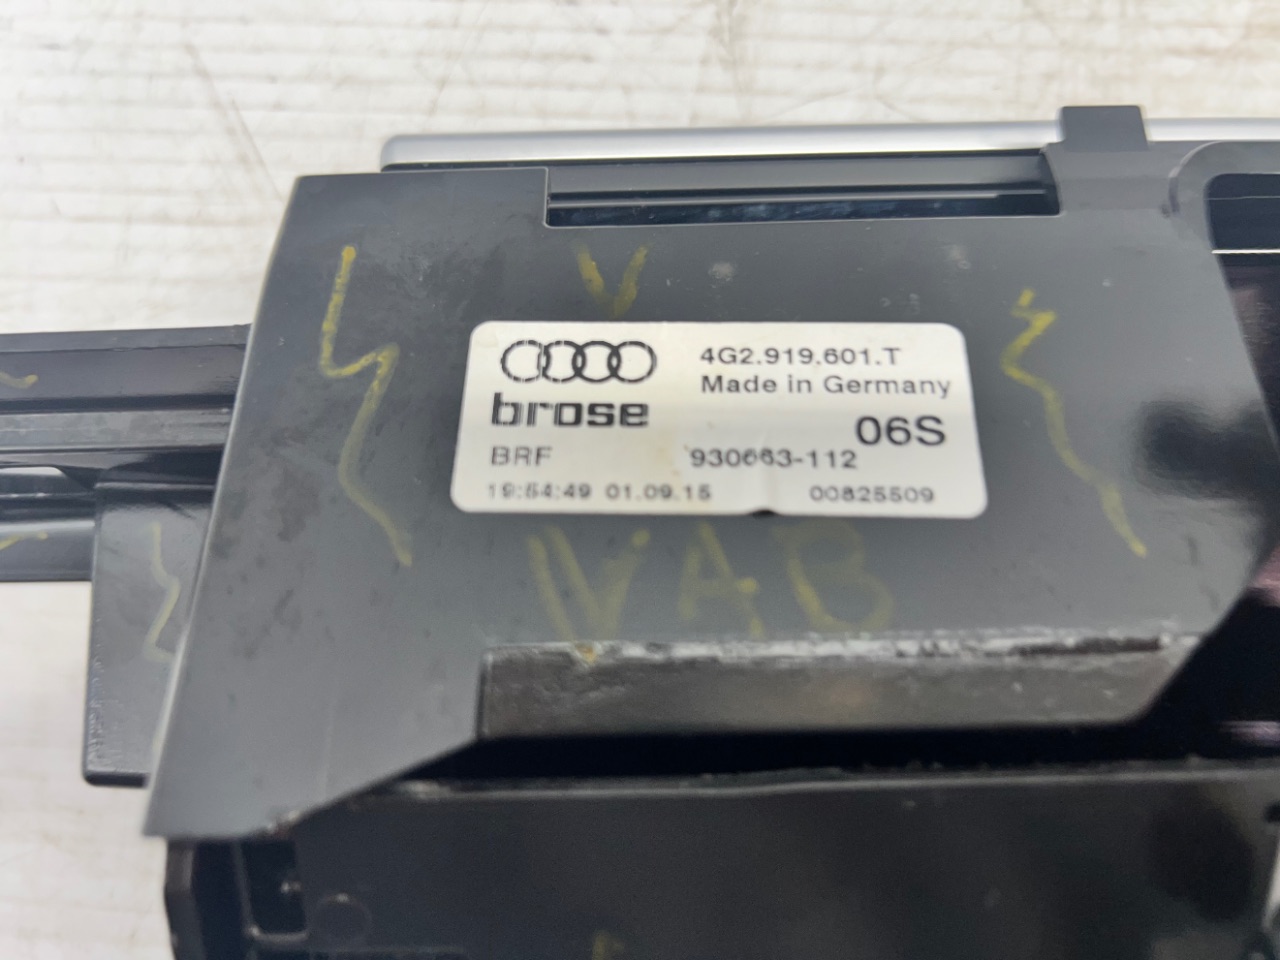 V
4G2.919.601.T
Made in Germany
brose
06S
BRF 930663-112
19:54:49 01.09.15 00825509
VAB